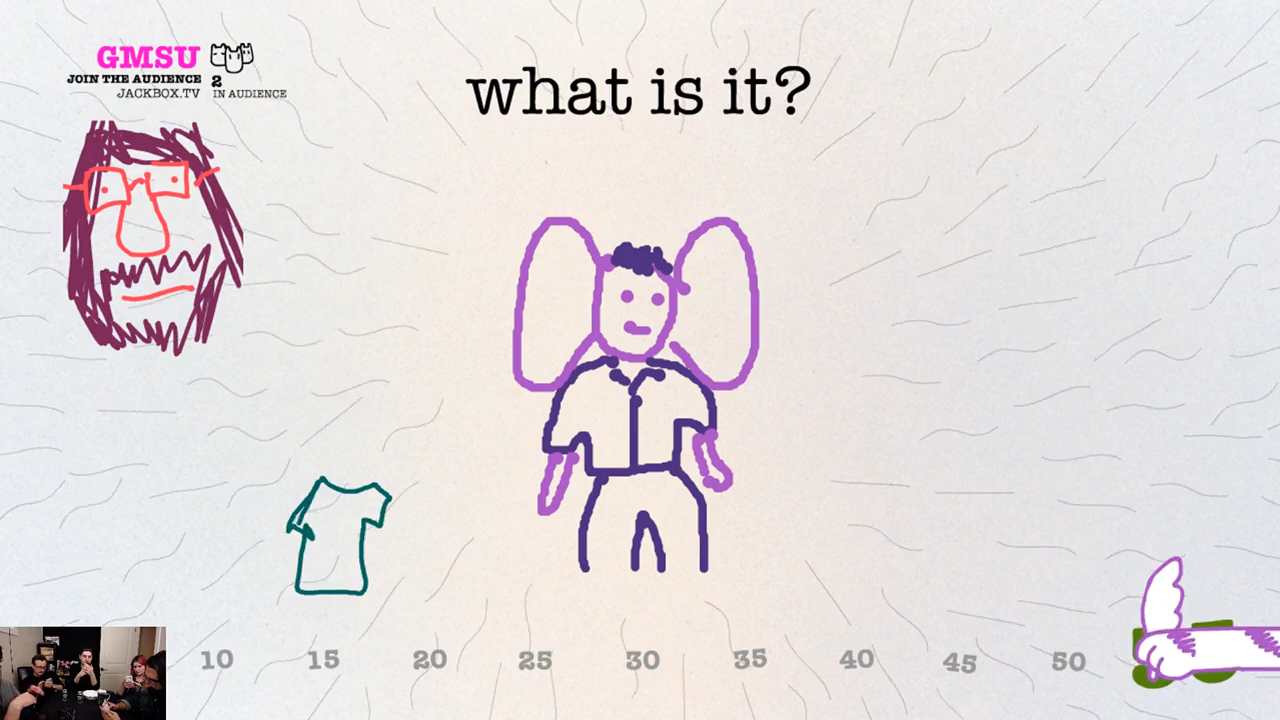 GMSU
JOIN THE AUDIENCE
JACKBOX.TV
2
IN AUDIENCE
what is it?
10 15 20 25 30 35 40 45 50